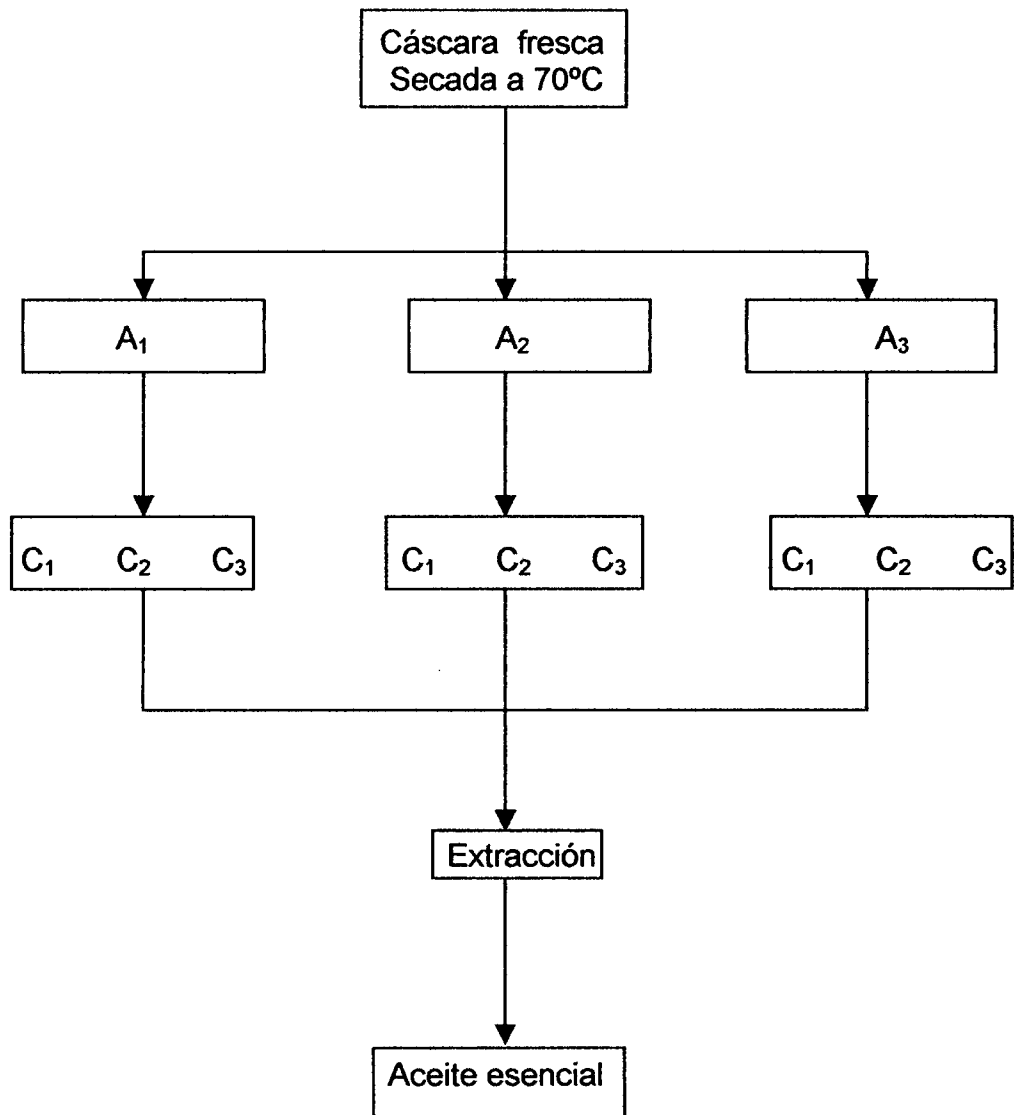 Cáscara fresca
Secada a 70ºC
A₁ A₂ A₃
C₁ C₂ C₃ C₁ C₂ C₃ C₁ C₂ C₃
Extracción
Aceite esencial